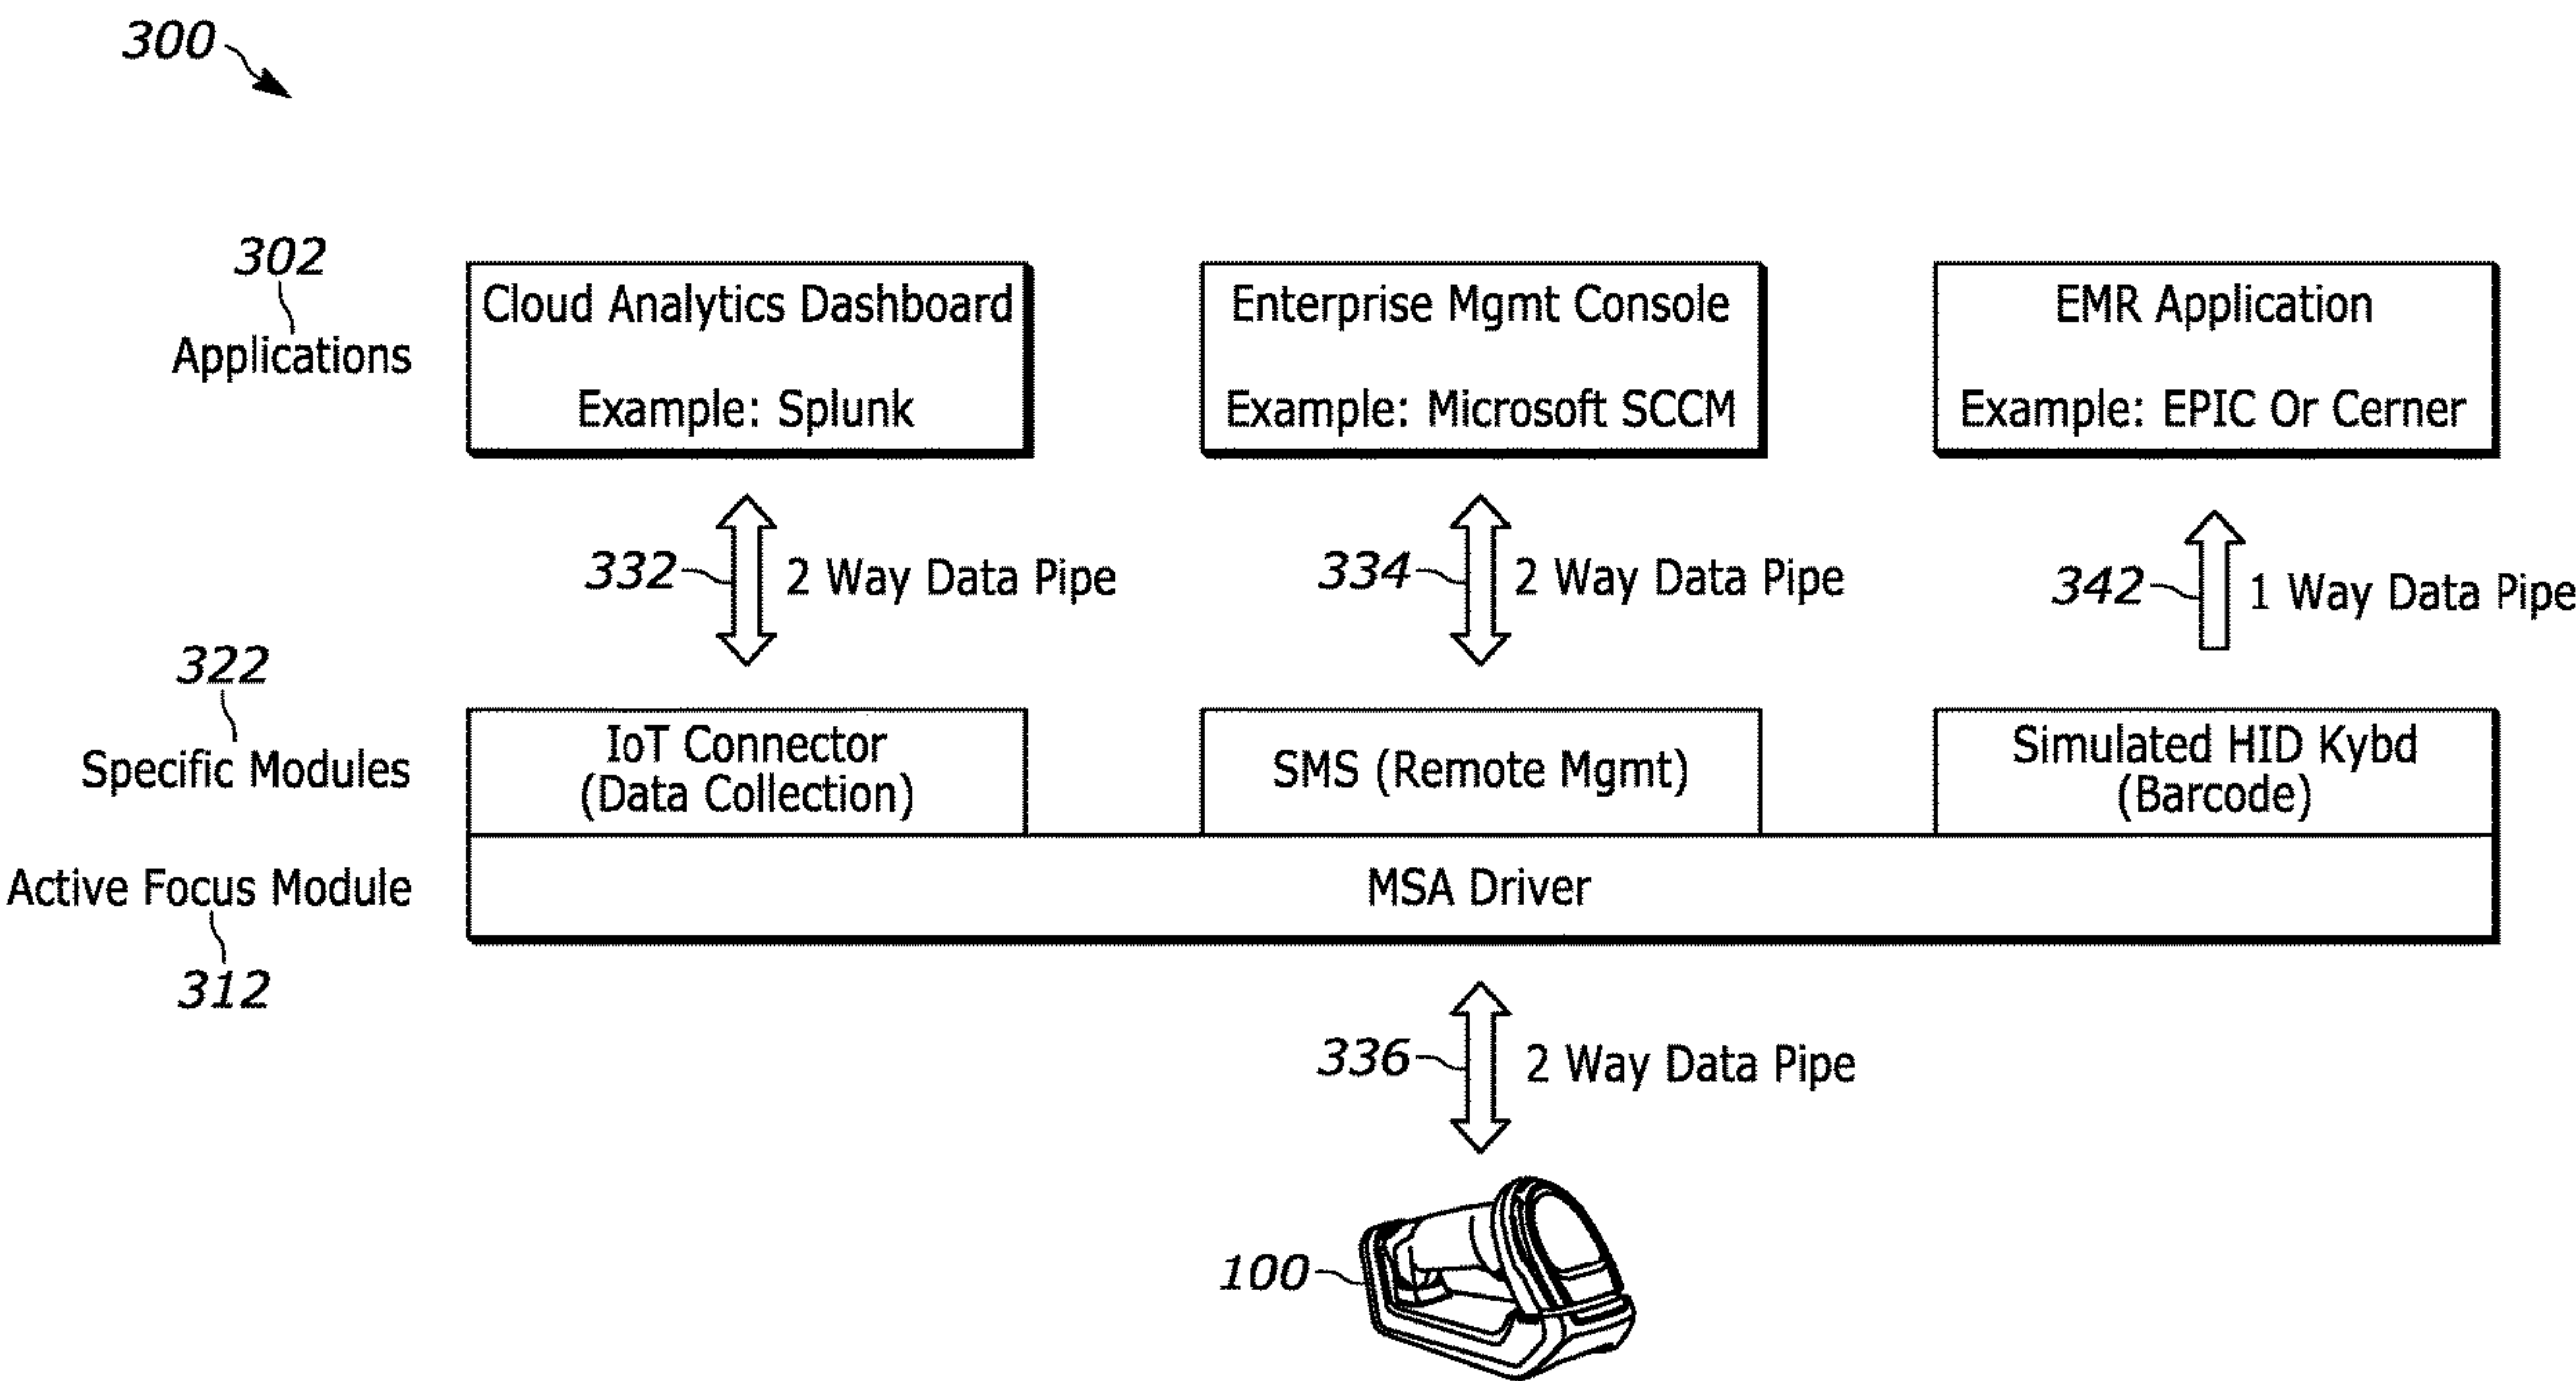 300
302
Applications
Cloud Analytics Dashboard
Example: Splunk
Enterprise Mgmt Console
Example: Microsoft SCCM
EMR Application
Example: EPIC Or Cerner
332
2 Way Data Pipe
334
2 Way Data Pipe
342
1 Way Data Pipe
322
Specific Modules
IoT Connector
(Data Collection)
SMS (Remote Mgmt)
Simulated HID Kybd
(Barcode)
Active Focus Module
312
MSA Driver
336
2 Way Data Pipe
100